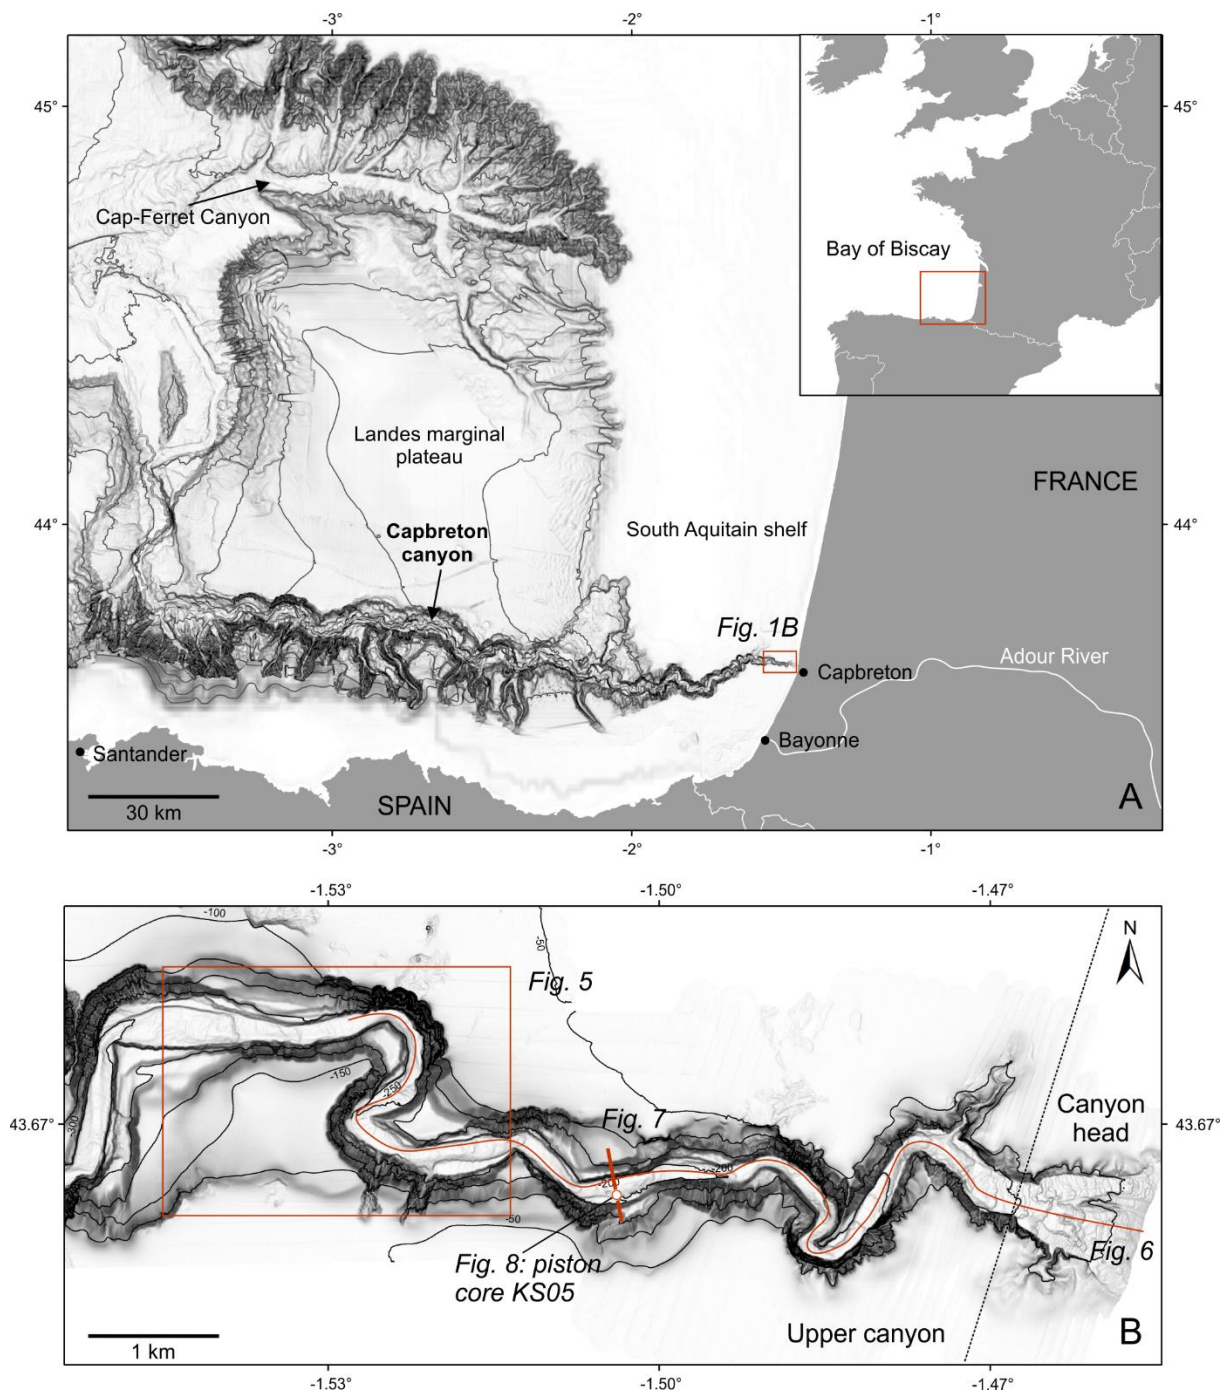 -3°
-2°
-1°
45°
45°
Cap-Ferret Canyon
Bay of Biscay
Landes marginal
plateau
FRANCE
44°
44°
Capbreton
canyon
South Aquitain shelf
Fig. 1B
Capbreton
Adour River
Bayonne
Santander
30 km
SPAIN
A
-3°
-2°
-1°
-1.53°
-1.50°
-1.47°
-100
-50
N
Fig. 5
-150
-250
-300
43.67°
43.67°
Fig. 7
Canyon
head
-200
-200
-50
Fig. 6
Fig. 8: piston
core KS05
Upper canyon
B
1 km
-1.53°
-1.50°
-1.47°